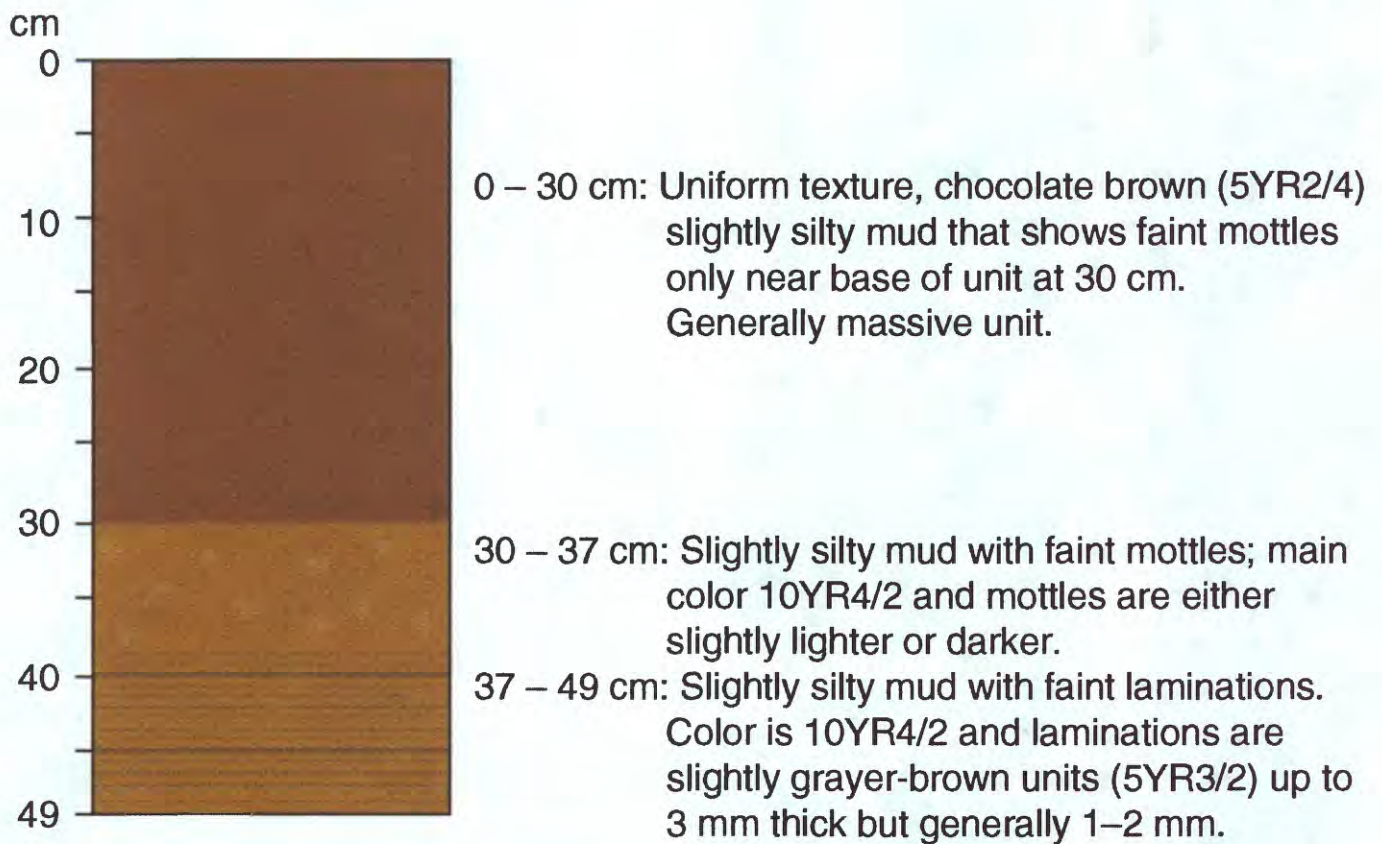 cm
0
10
20
30
40
49
0 – 30 cm: Uniform texture, chocolate brown (5YR2/4)
slightly silty mud that shows faint mottles
only near base of unit at 30 cm.
Generally massive unit.
30 – 37 cm: Slightly silty mud with faint mottles; main
color 10YR4/2 and mottles are either
slightly lighter or darker.
37 – 49 cm: Slightly silty mud with faint laminations.
Color is 10YR4/2 and laminations are
slightly grayer-brown units (5YR3/2) up to
3 mm thick but generally 1–2 mm.